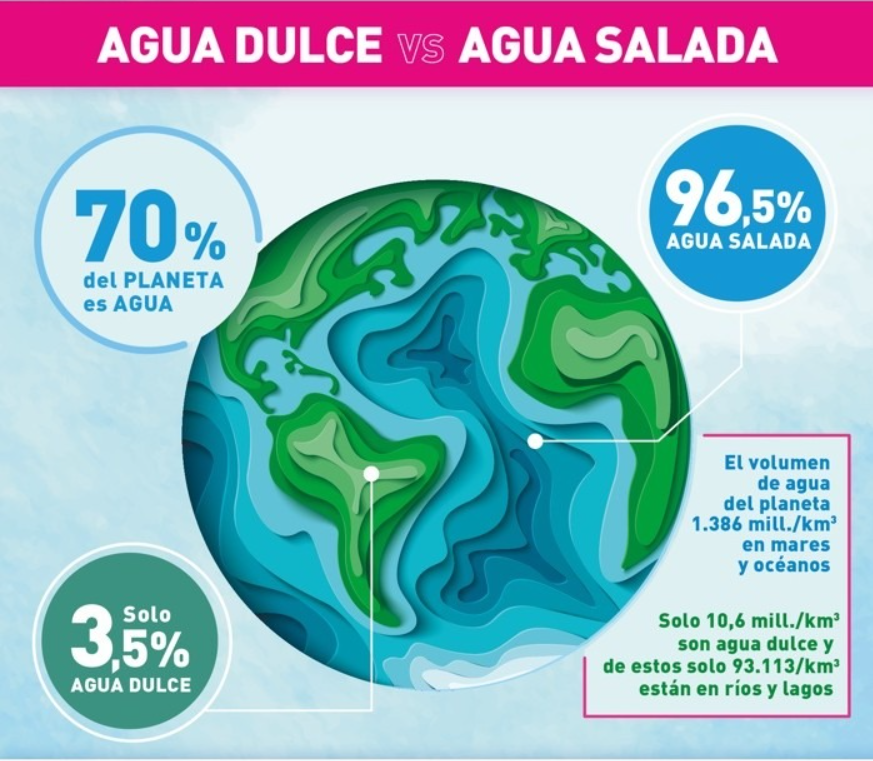 AGUA DULCE VS AGUA SALADA
70%
del PLANETA
es AGUA
96,5%
AGUA SALADA
El volumen
de agua
del planeta
1.386 mill./km³
en mares
y océanos
Solo
3,5%
AGUA DULCE
Solo 10,6 mill./km³
son agua dulce y
de estos solo 93.113/km³
están en ríos y lagos